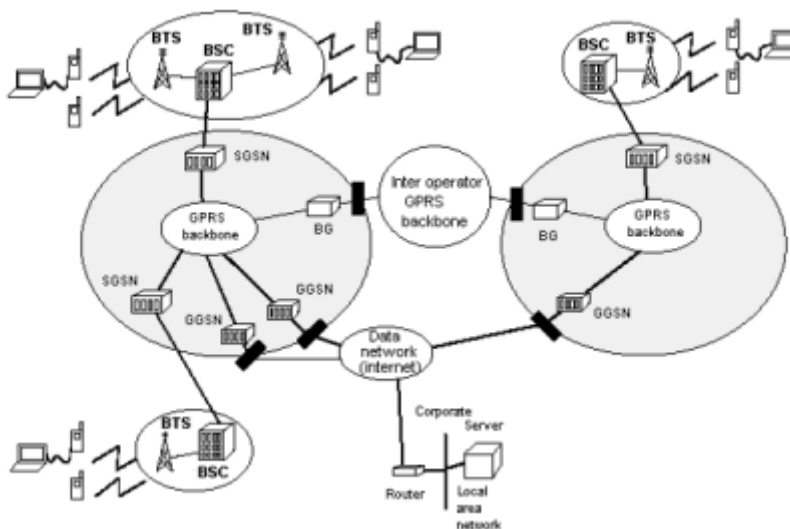 BTS
BSC
BTS
BSC
BTS
SGSN
SGSN
Inter operator
GPRS
backbone
GPRS
backbone
BG
BG
GPRS
backbone
SGSN
GGSN
GGSN
GGSN
Data
network
(internet)
BTS
BSC
Corporate
Server
Router
Local
area
network